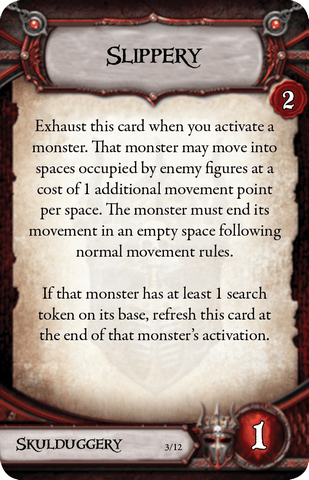 Slippery
2
Exhaust this card when you activate a
monster. That monster may move into
spaces occupied by enemy figures at a
cost of 1 additional movement point
per space. The monster must end its
movement in an empty space following
normal movement rules.
If that monster has at least 1 search
token on its base, refresh this card at
the end of that monster's activation.
Skulduggery
3/12
1